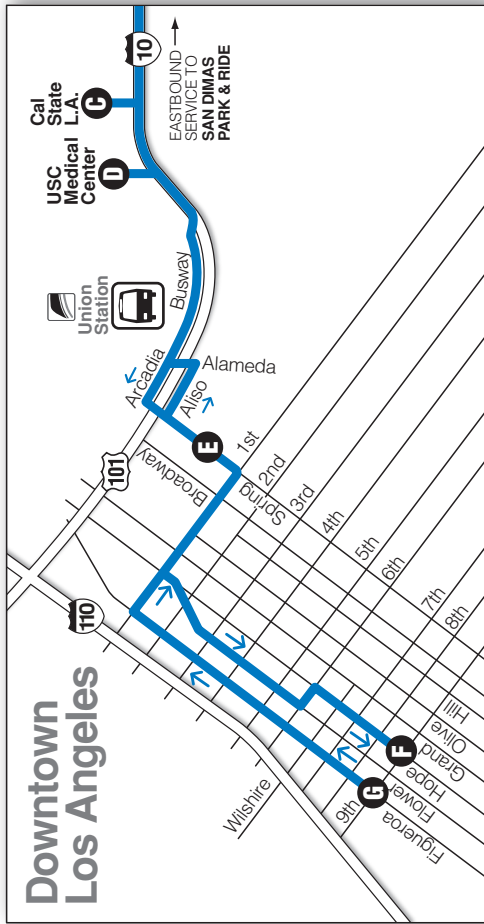 Downtown
Los Angeles
110
101
10
Cal
State
L.A.
C
USC
Medical
Center
D
EASTBOUND
SERVICE TO
SAN DIMAS
PARK & RIDE
Union
Station
Busway
Arcadia
Aliso
Alameda
E
Broadway
Spring
1st
2nd
3rd
4th
5th
6th
7th
8th
9th
Wilshire
G
F
Figueroa
Flower
Hope
Grand
Olive
Hill